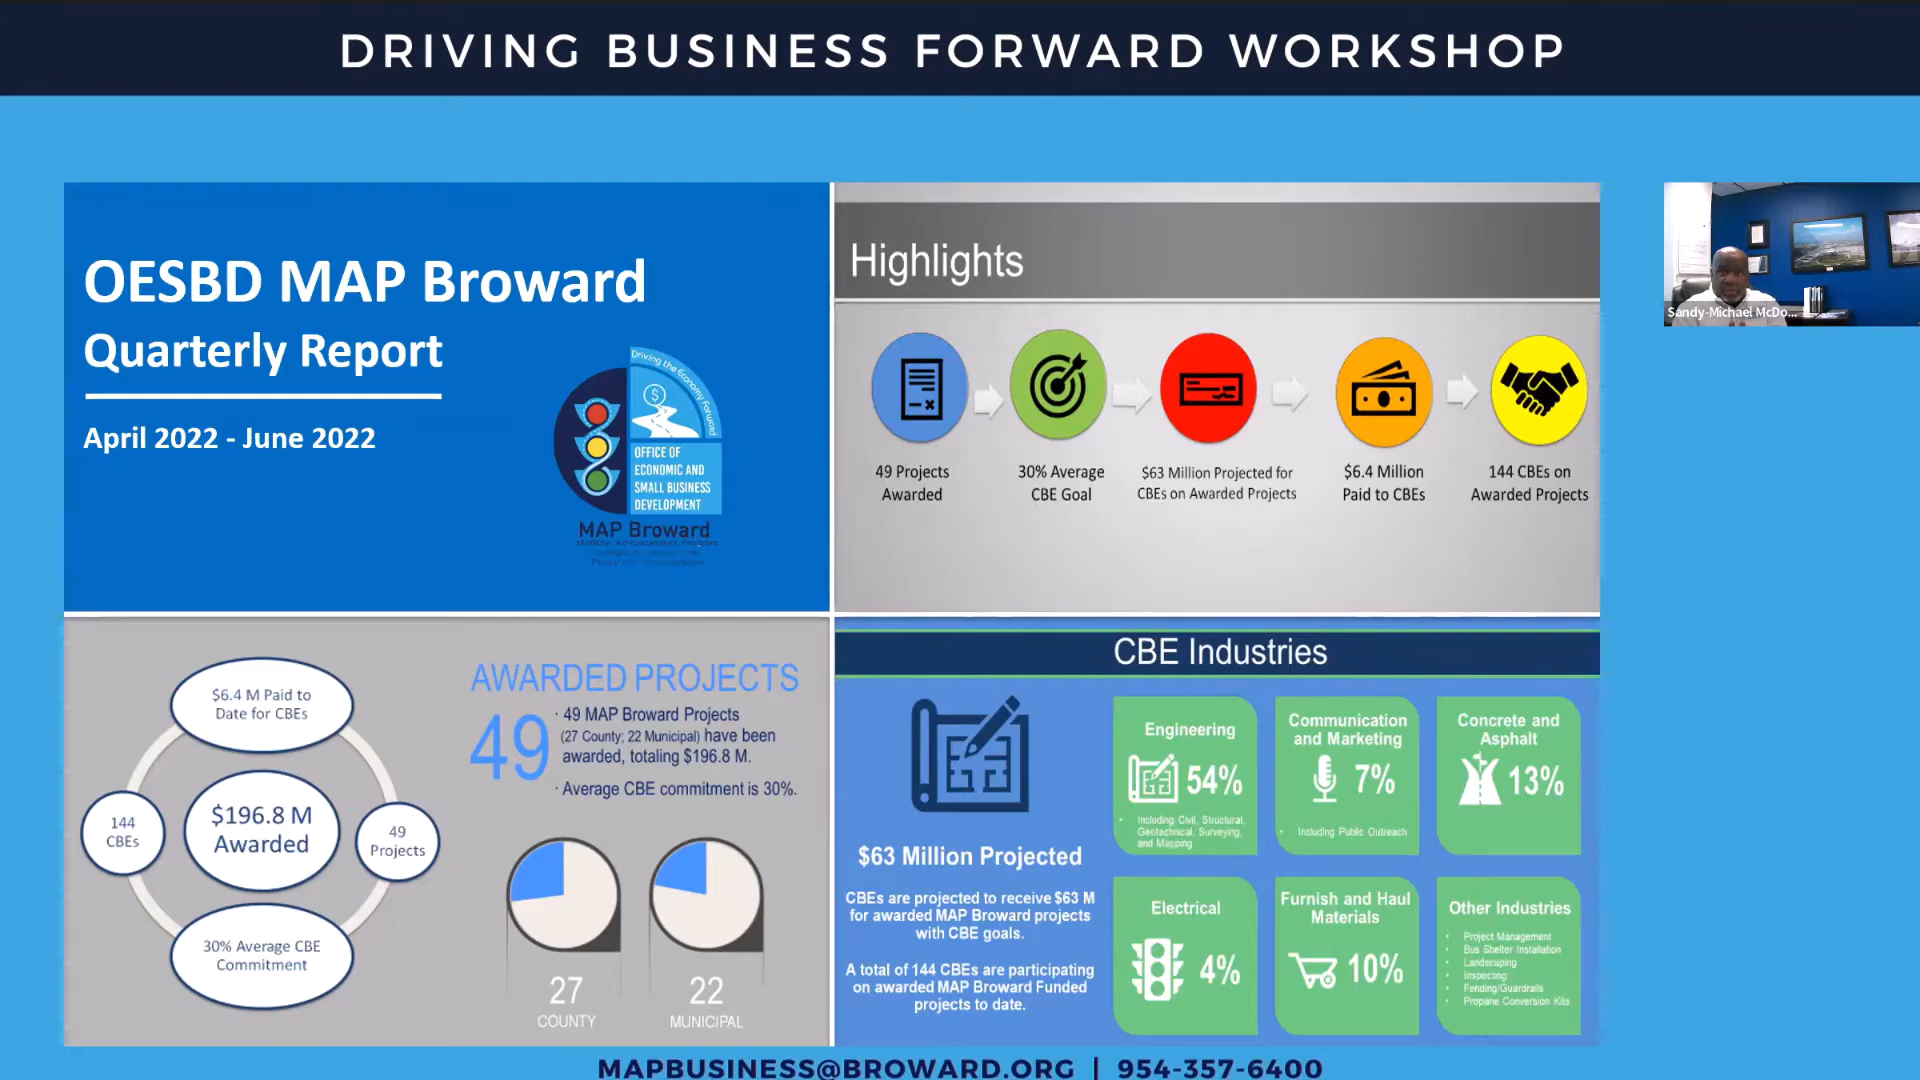 DRIVING BUSINESS FORWARD WORKSHOP
OESBD MAP Broward
Quarterly Report
April 2022 - June 2022
Driving the Economy Forward
$
OFFICE OF
ECONOMIC AND
SMALL BUSINESS
DEVELOPMENT
MAP Broward
Highlights
49 Projects
Awarded
30% Average
CBE Goal
$63 Million Projected for
CBEs on Awarded Projects
$6.4 Million
Paid to CBEs
144 CBEs on
Awarded Projects
Sandy-Michael McDo...
$6.4 M Paid to
Date for CBEs
144
CBEs
$196.8 M
Awarded
49
Projects
30% Average CBE
Commitment
AWARDED PROJECTS
49
· 49 MAP Broward Projects
(27 County; 22 Municipal) have been
awarded, totaling $196.8 M.
· Average CBE commitment is 30%.
27
COUNTY
22
MUNICIPAL
CBE Industries
$63 Million Projected
CBEs are projected to receive $63 M
for awarded MAP Broward projects
with CBE goals.
A total of 144 CBEs are participating
on awarded MAP Broward Funded
projects to date.
Engineering
54%
• Including Civil, Structural,
Geotechnical, Surveying,
and Mapping
Communication
and Marketing
7%
• Including Public Outreach
Concrete and
Asphalt
13%
Electrical
4%
Furnish and Haul
Materials
10%
Other Industries
• Project Management
• Bus Shelter Installation
• Landscaping
• Inspecting
• Fending/Guardrails
• Propane Conversion Kits
MAPBUSINESS@BROWARD.ORG | 954-357-6400